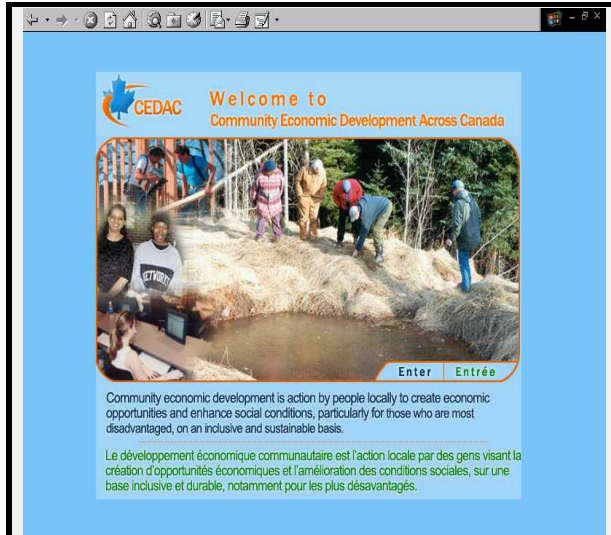 CEDAC
Welcome to
Community Economic Development Across Canada
NETWORK
Enter Entrée
Community economic development is action by people locally to create economic
opportunities and enhance social conditions, particularly for those who are most
disadvantaged, on an inclusive and sustainable basis.
Le développement économique communautaire est l'action locale par des gens visant la
création d'opportunités économiques et l'amélioration des conditions sociales, sur une
base inclusive et durable, notamment pour les plus désavantagés.